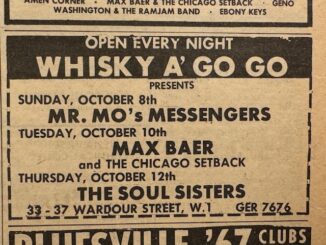 AMEN CORNER • MAX BAER & THE CHICAGO SETBACK • GENO
WASHINGTON & THE RAMJAM BAND • EBONY KEYS
OPEN EVERY NIGHT
WHISKY A' GO GO
PRESENTS
SUNDAY, OCTOBER 8th
MR. MO's MESSENGERS
TUESDAY, OCTOBER 10th
MAX BAER
and THE CHICAGO SETBACK
THURSDAY, OCTOBER 12th
THE SOUL SISTERS
33 - 37 WARDOUR STREET, W.1 GER 7676
BLUESVILLE '67 CLUBS